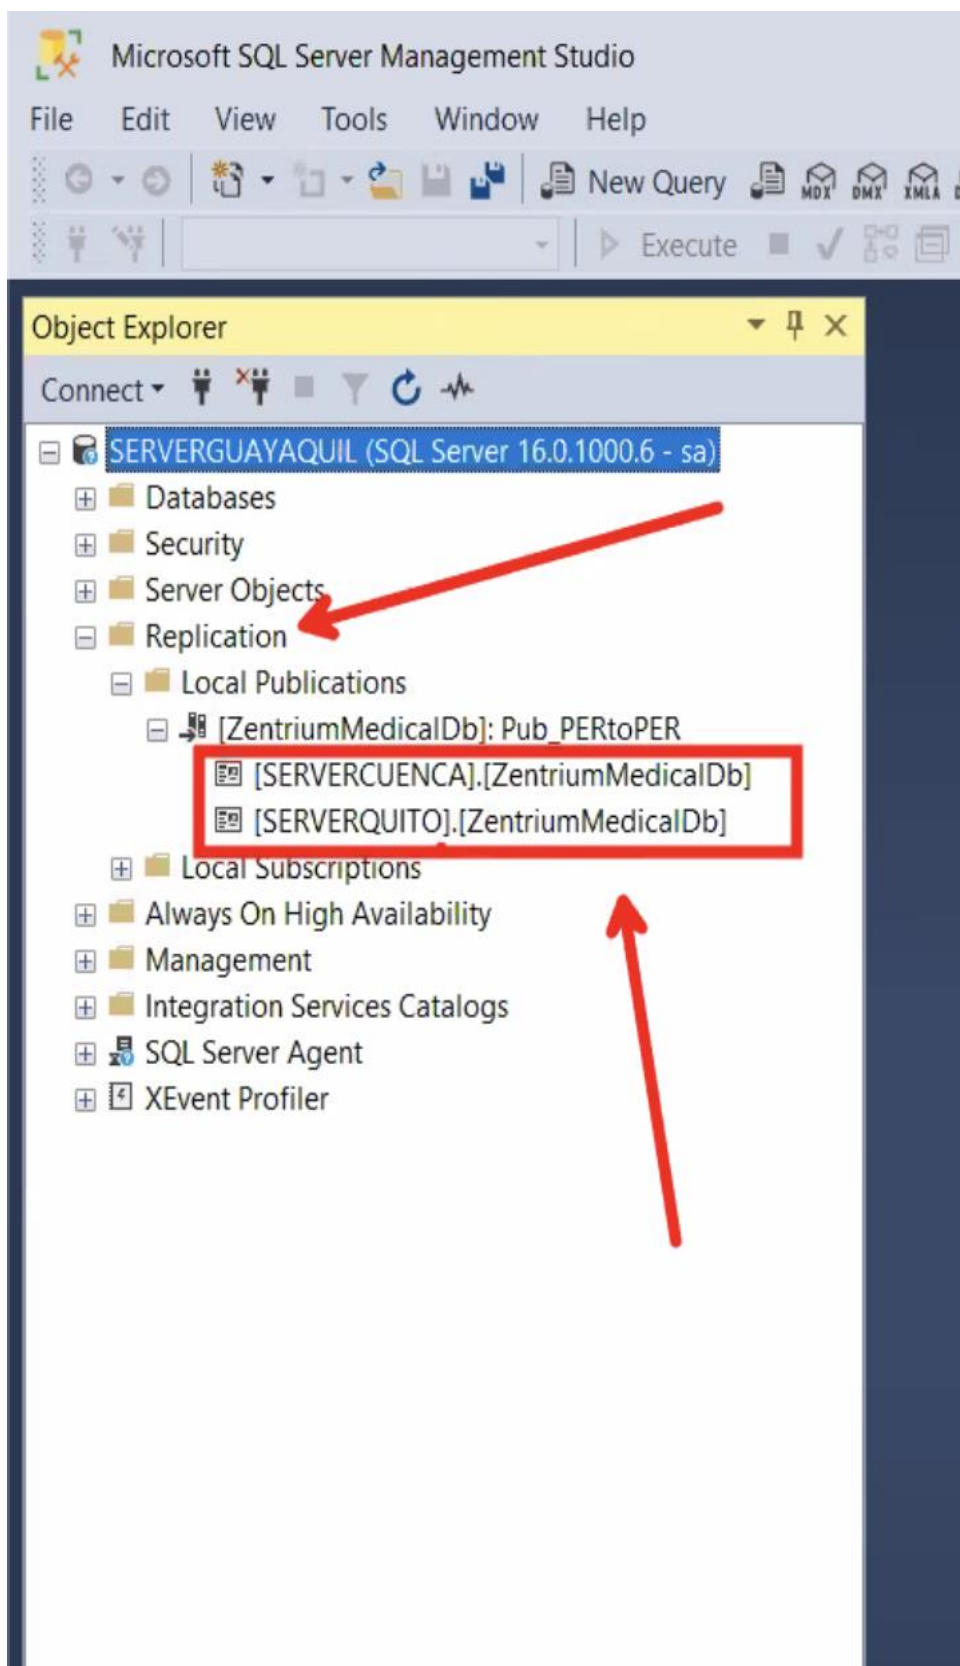 Microsoft SQL Server Management Studio
File Edit View Tools Window Help
New Query MDX DMX XMLA
Execute
Object Explorer
Connect
SERVERGUAYAQUIL (SQL Server 16.0.1000.6 - sa)
Databases
Security
Server Objects
Replication
Local Publications
[ZentriumMedicalDb]: Pub_PERtoPER
[SERVERCUENCA].[ZentriumMedicalDb]
[SERVERQUITO].[ZentriumMedicalDb]
Local Subscriptions
Always On High Availability
Management
Integration Services Catalogs
SQL Server Agent
XEvent Profiler